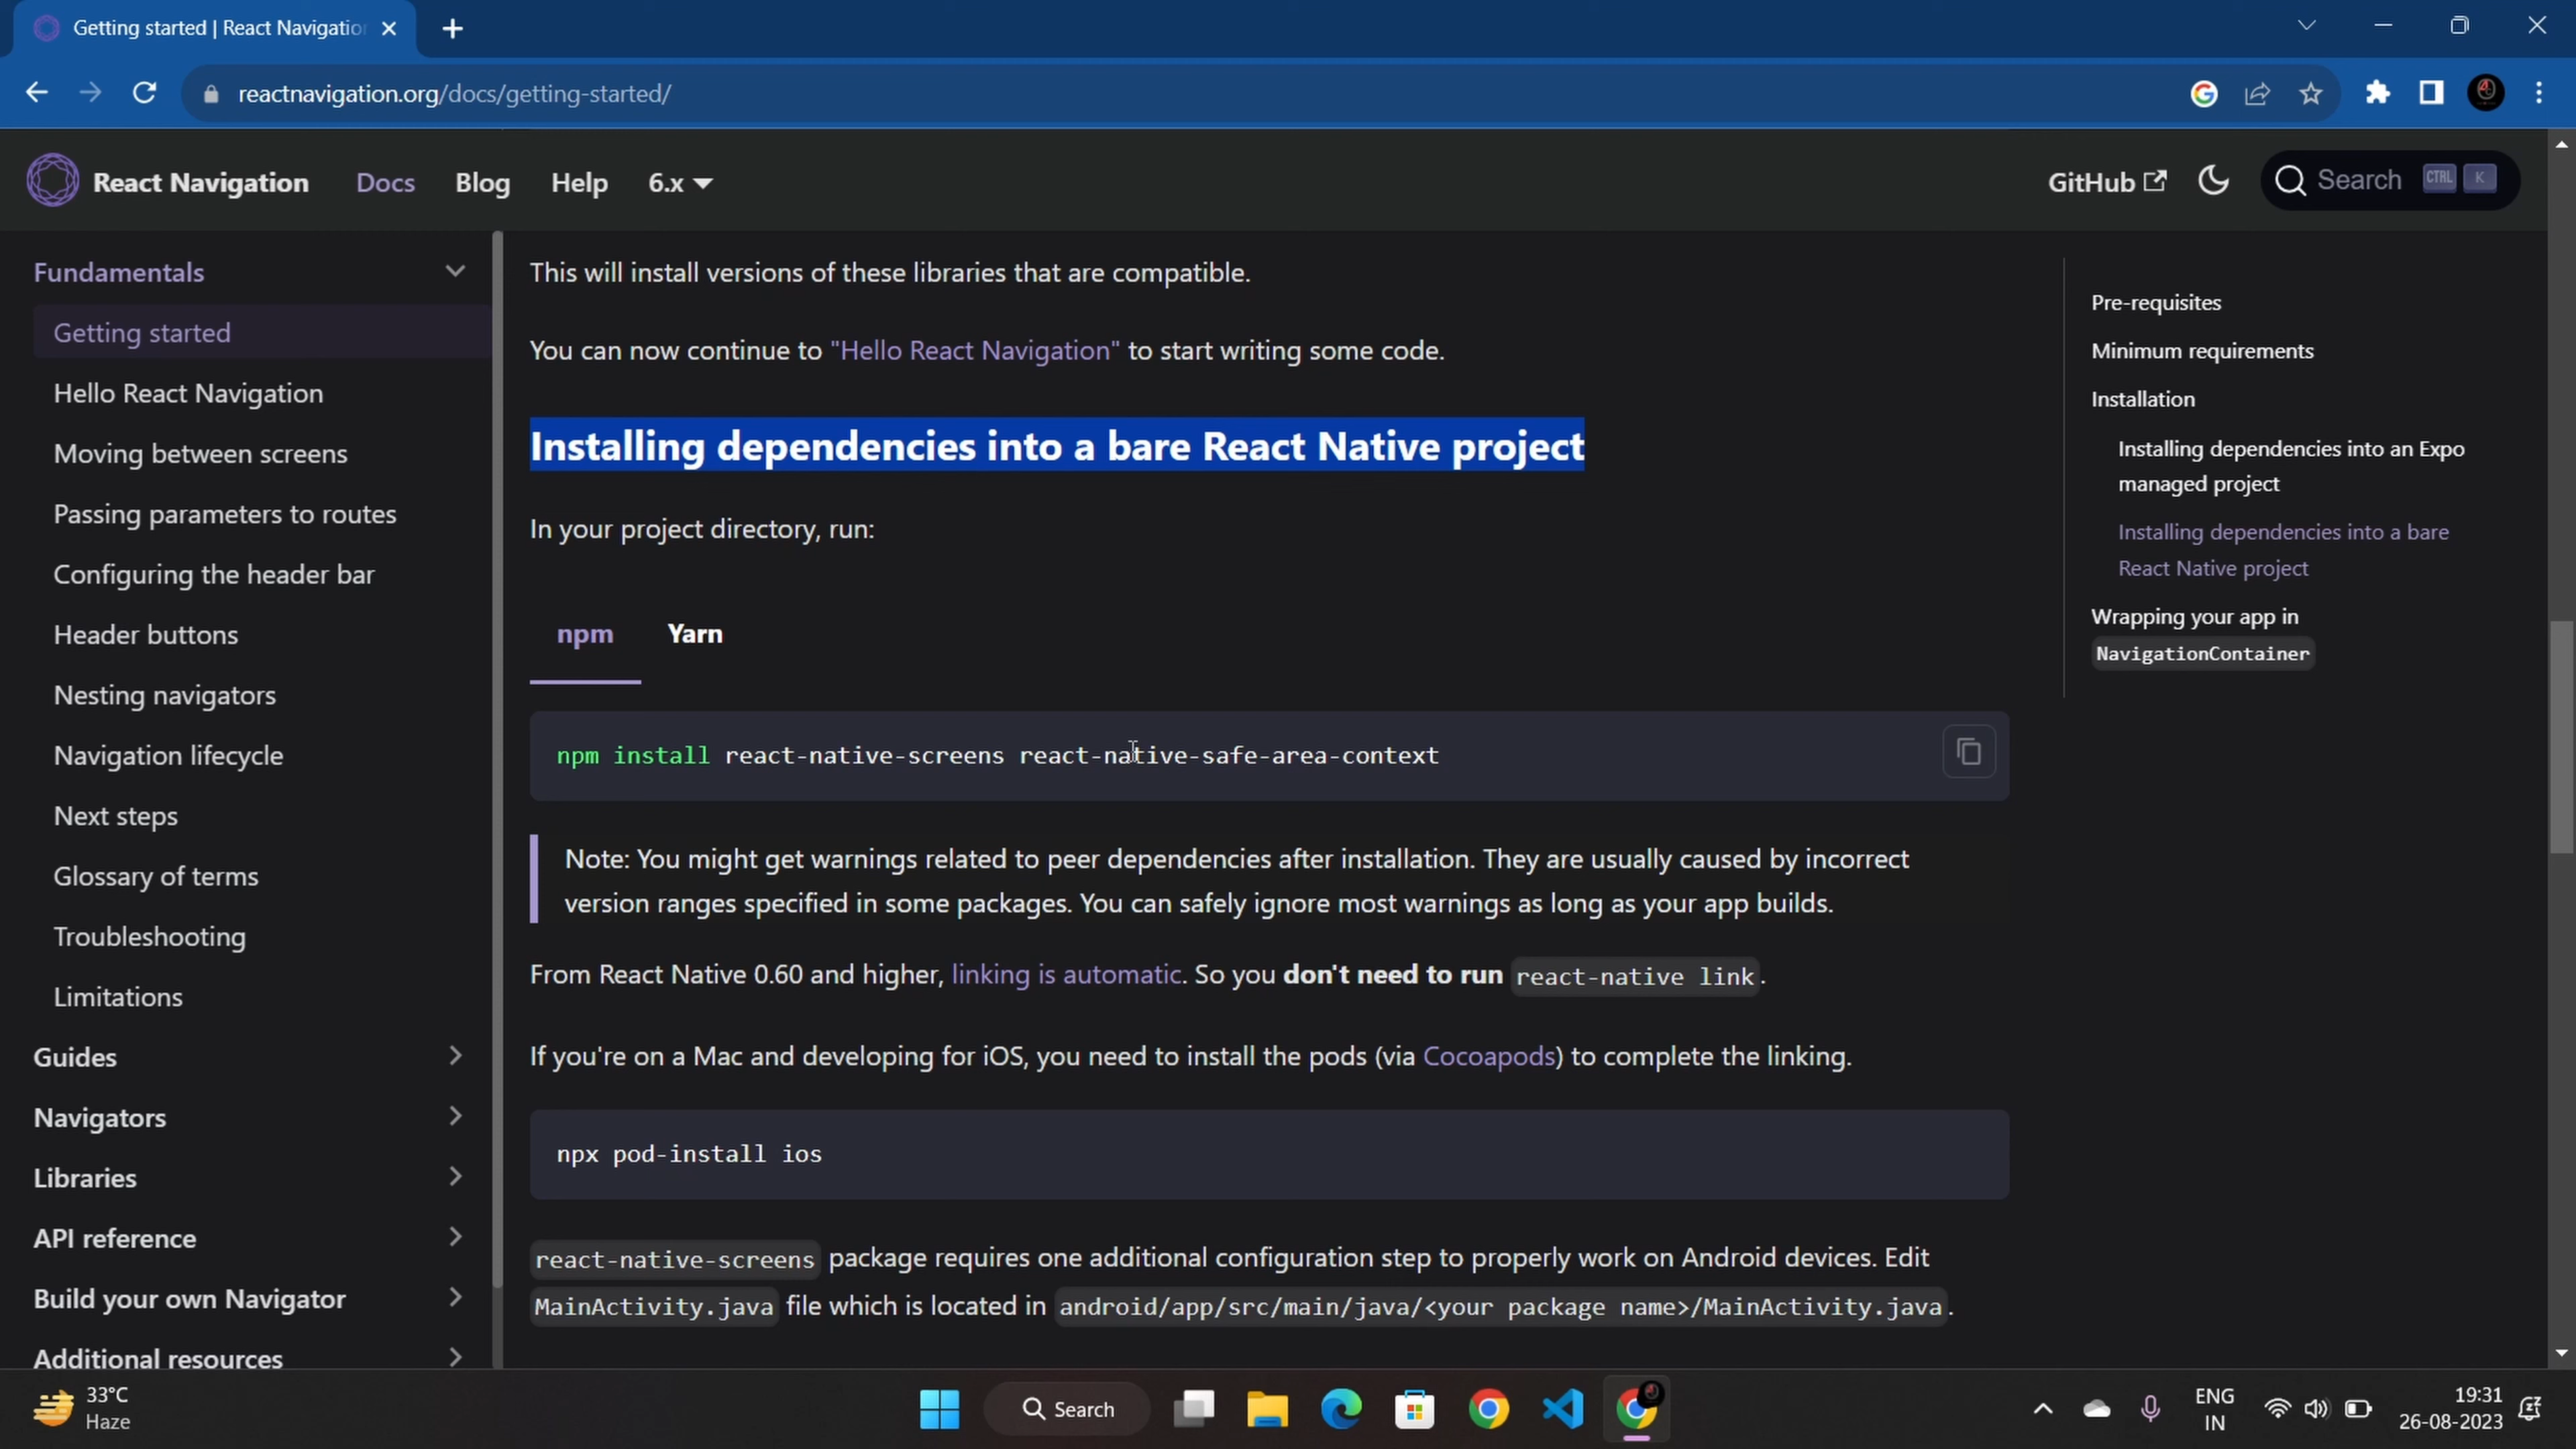 Getting started | React Navigation
reactnavigation.org/docs/getting-started/
React Navigation Docs Blog Help 6.x GitHub Search CTRL K
Fundamentals
Getting started
Hello React Navigation
Moving between screens
Passing parameters to routes
Configuring the header bar
Header buttons
Nesting navigators
Navigation lifecycle
Next steps
Glossary of terms
Troubleshooting
Limitations
Guides
Navigators
Libraries
API reference
Build your own Navigator
Additional resources
This will install versions of these libraries that are compatible.
You can now continue to "Hello React Navigation" to start writing some code.
Installing dependencies into a bare React Native project
In your project directory, run:
npm Yarn
npm install react-native-screens react-native-safe-area-context
Note: You might get warnings related to peer dependencies after installation. They are usually caused by incorrect
version ranges specified in some packages. You can safely ignore most warnings as long as your app builds.
From React Native 0.60 and higher, linking is automatic. So you don't need to run react-native link.
If you're on a Mac and developing for iOS, you need to install the pods (via Cocoapods) to complete the linking.
npx pod-install ios
react-native-screens package requires one additional configuration step to properly work on Android devices. Edit
MainActivity.java file which is located in android/app/src/main/java/<your package name>/MainActivity.java.
Pre-requisites
Minimum requirements
Installation
Installing dependencies into an Expo
managed project
Installing dependencies into a bare
React Native project
Wrapping your app in
NavigationContainer
33°C
Haze
Search
ENG
IN
19:31
26-08-2023